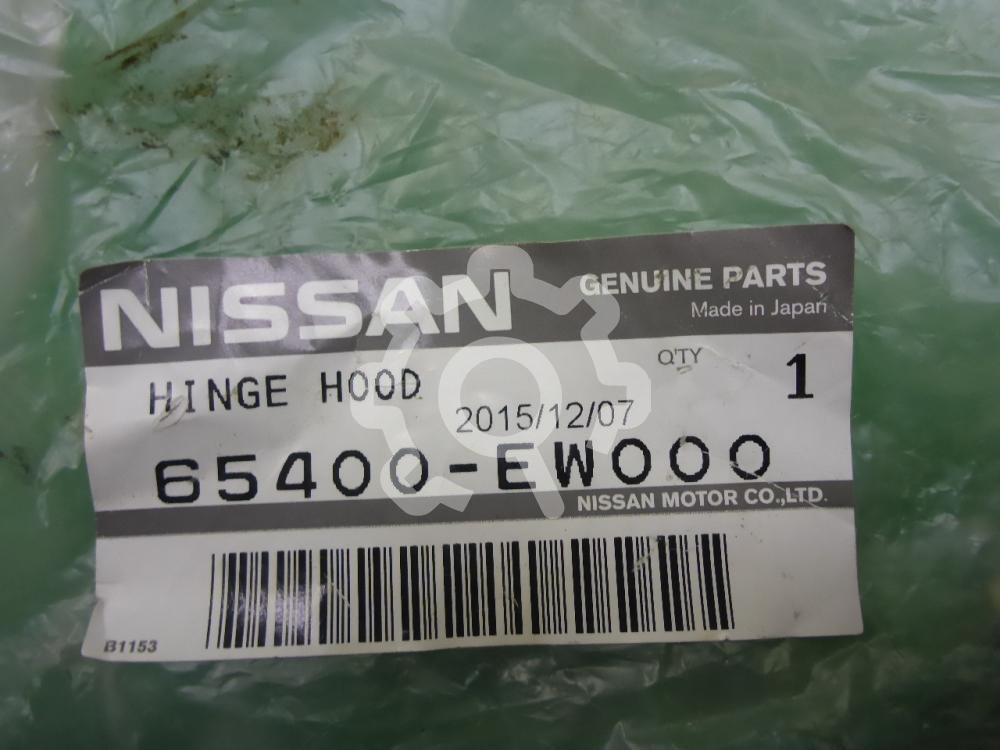 NISSAN
GENUINE PARTS
Made in Japan
HINGE HOOD
Q'TY 1
2015/12/07
65400-EW000
NISSAN MOTOR CO.,LTD.
B1153